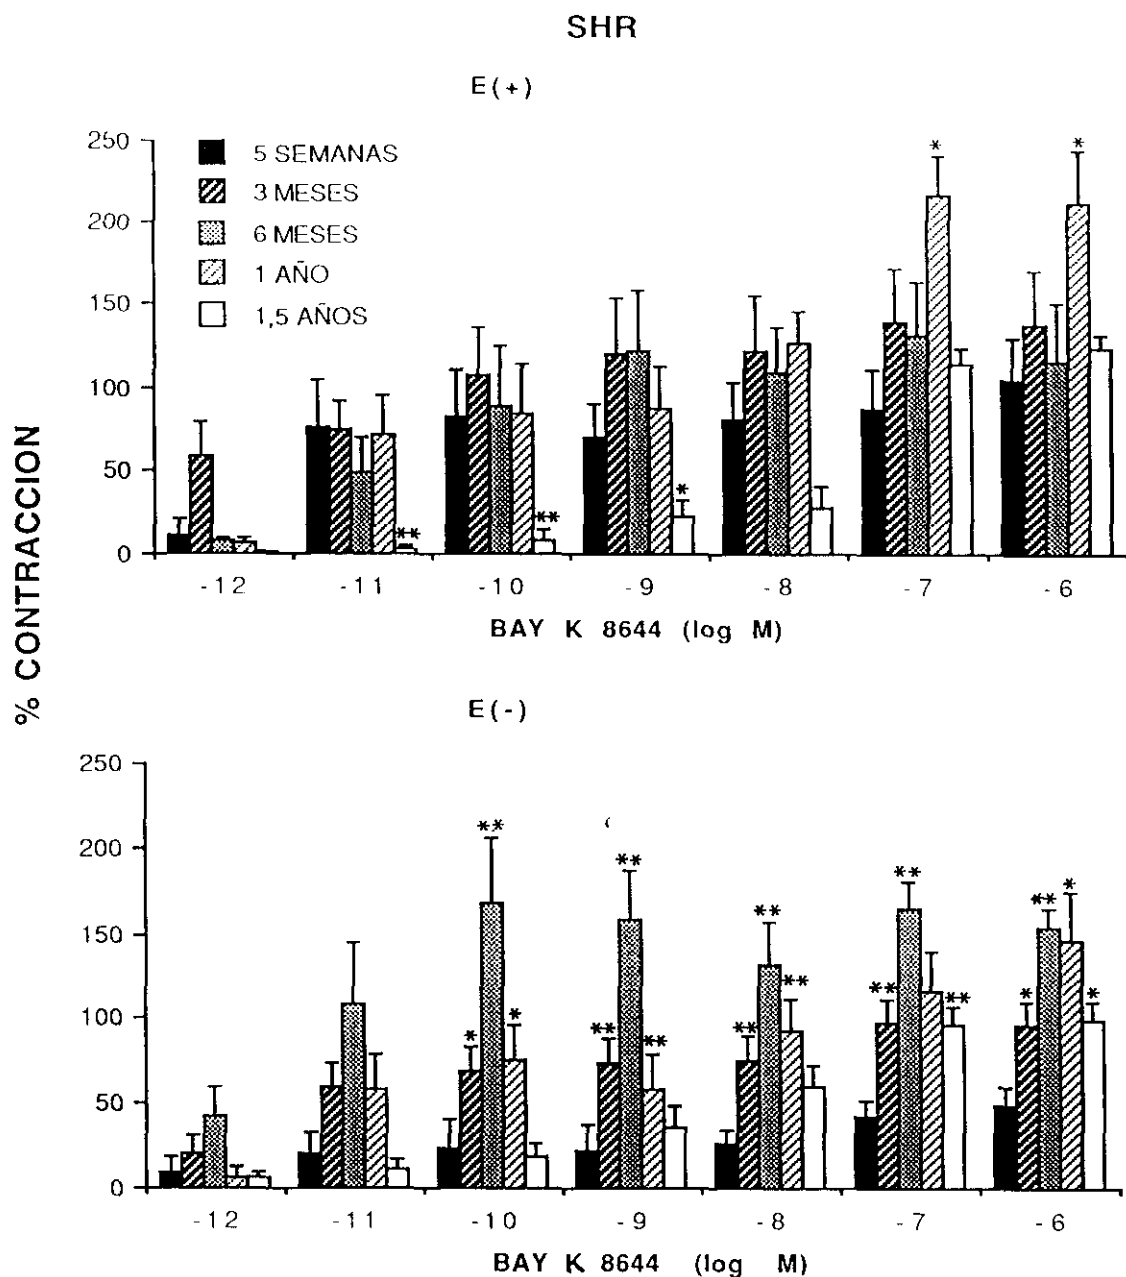 SHR
E(+)
250
200
150
100
50
0
5 SEMANAS
3 MESES
6 MESES
1 AÑO
1,5 AÑOS
* *
** ** *
-12 -11 -10 -9 -8 -7 -6
BAY K 8644 (log M)
% CONTRACCION
E(-)
250
200
150
100
50
0
** ** ** ** ** *
* * ** ** ** ** ** ** * *
-12 -11 -10 -9 -8 -7 -6
BAY K 8644 (log M)